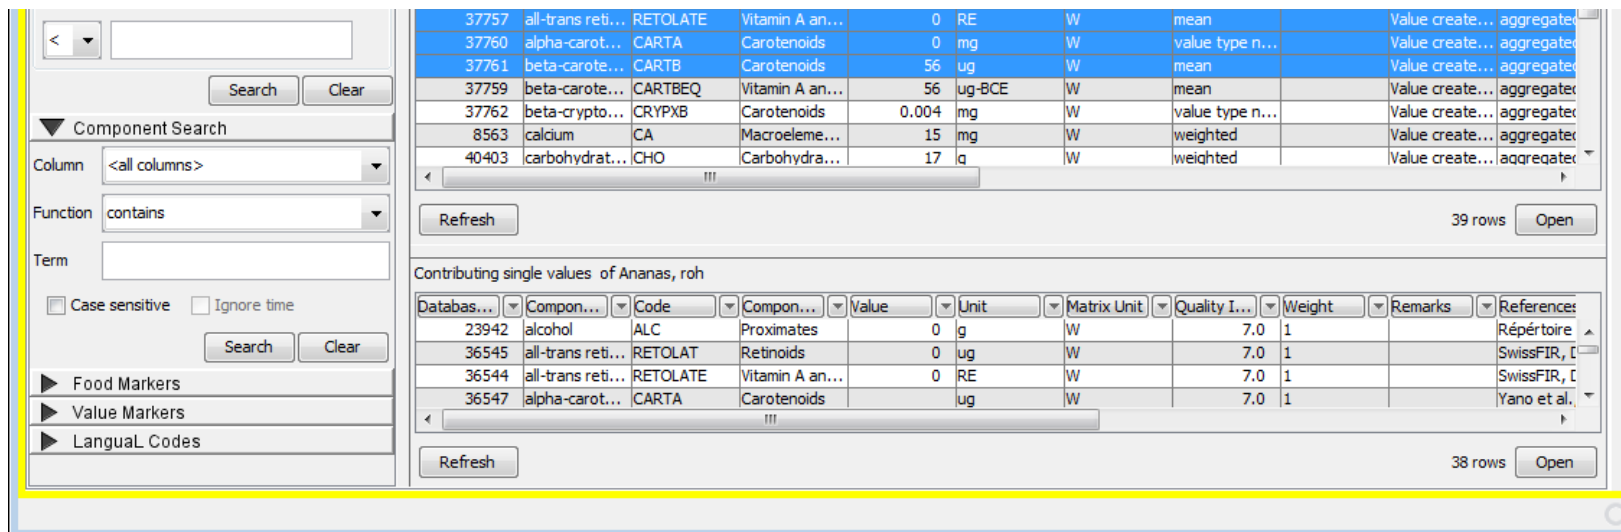 <
Search Clear
Component Search
Column <all columns>
Function contains
Term
Case sensitive Ignore time
Search Clear
Food Markers
Value Markers
LanguaL Codes
37757 all-trans reti... RETOLATE Vitamin A an... 0 RE W mean Value create... aggregated
37760 alpha-carot... CARTA Carotenoids 0 mg W value type n... Value create... aggregated
37761 beta-carote... CARTB Carotenoids 56 ug W mean Value create... aggregated
37759 beta-carote... CARTBEQ Vitamin A an... 56 ug-BCE W mean Value create... aggregated
37762 beta-crypto... CRYPXB Carotenoids 0.004 mg W value type n... Value create... aggregated
8563 calcium CA Macroeleme... 15 mg W weighted Value create... aggregated
40403 carbohydrat... CHO Carbohydra... 17 g W weighted Value create... aggregated
Refresh 39 rows Open
Contributing single values of Ananas, roh
Databas... Compon... Code Compon... Value Unit Matrix Unit Quality I... Weight Remarks References
23942 alcohol ALC Proximates 0 g W 7.0 1 Répértoire
36545 all-trans reti... RETOLAT Retinoids 0 ug W 7.0 1 SwissFIR, D
36544 all-trans reti... RETOLATE Vitamin A an... 0 RE W 7.0 1 SwissFIR, D
36547 alpha-carot... CARTA Carotenoids ug W 7.0 1 Yano et al.,
Refresh 38 rows Open